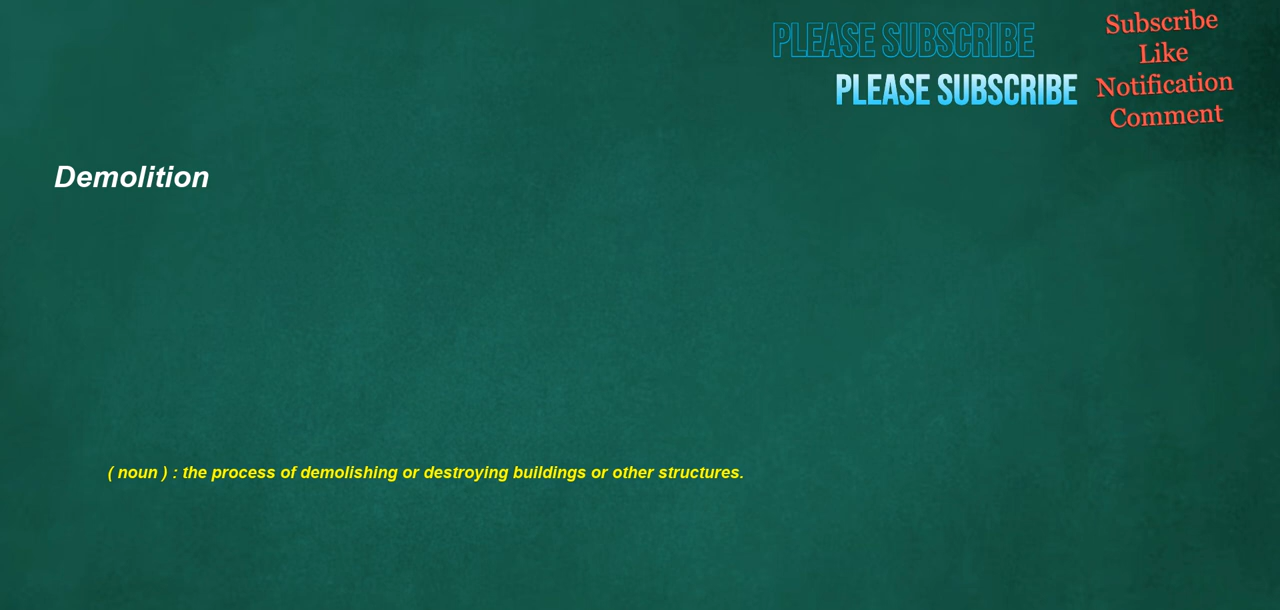 PLEASE SUBSCRIBE
PLEASE SUBSCRIBE
Subscribe
Like
Notification
Comment
Demolition
( noun ) : the process of demolishing or destroying buildings or other structures.